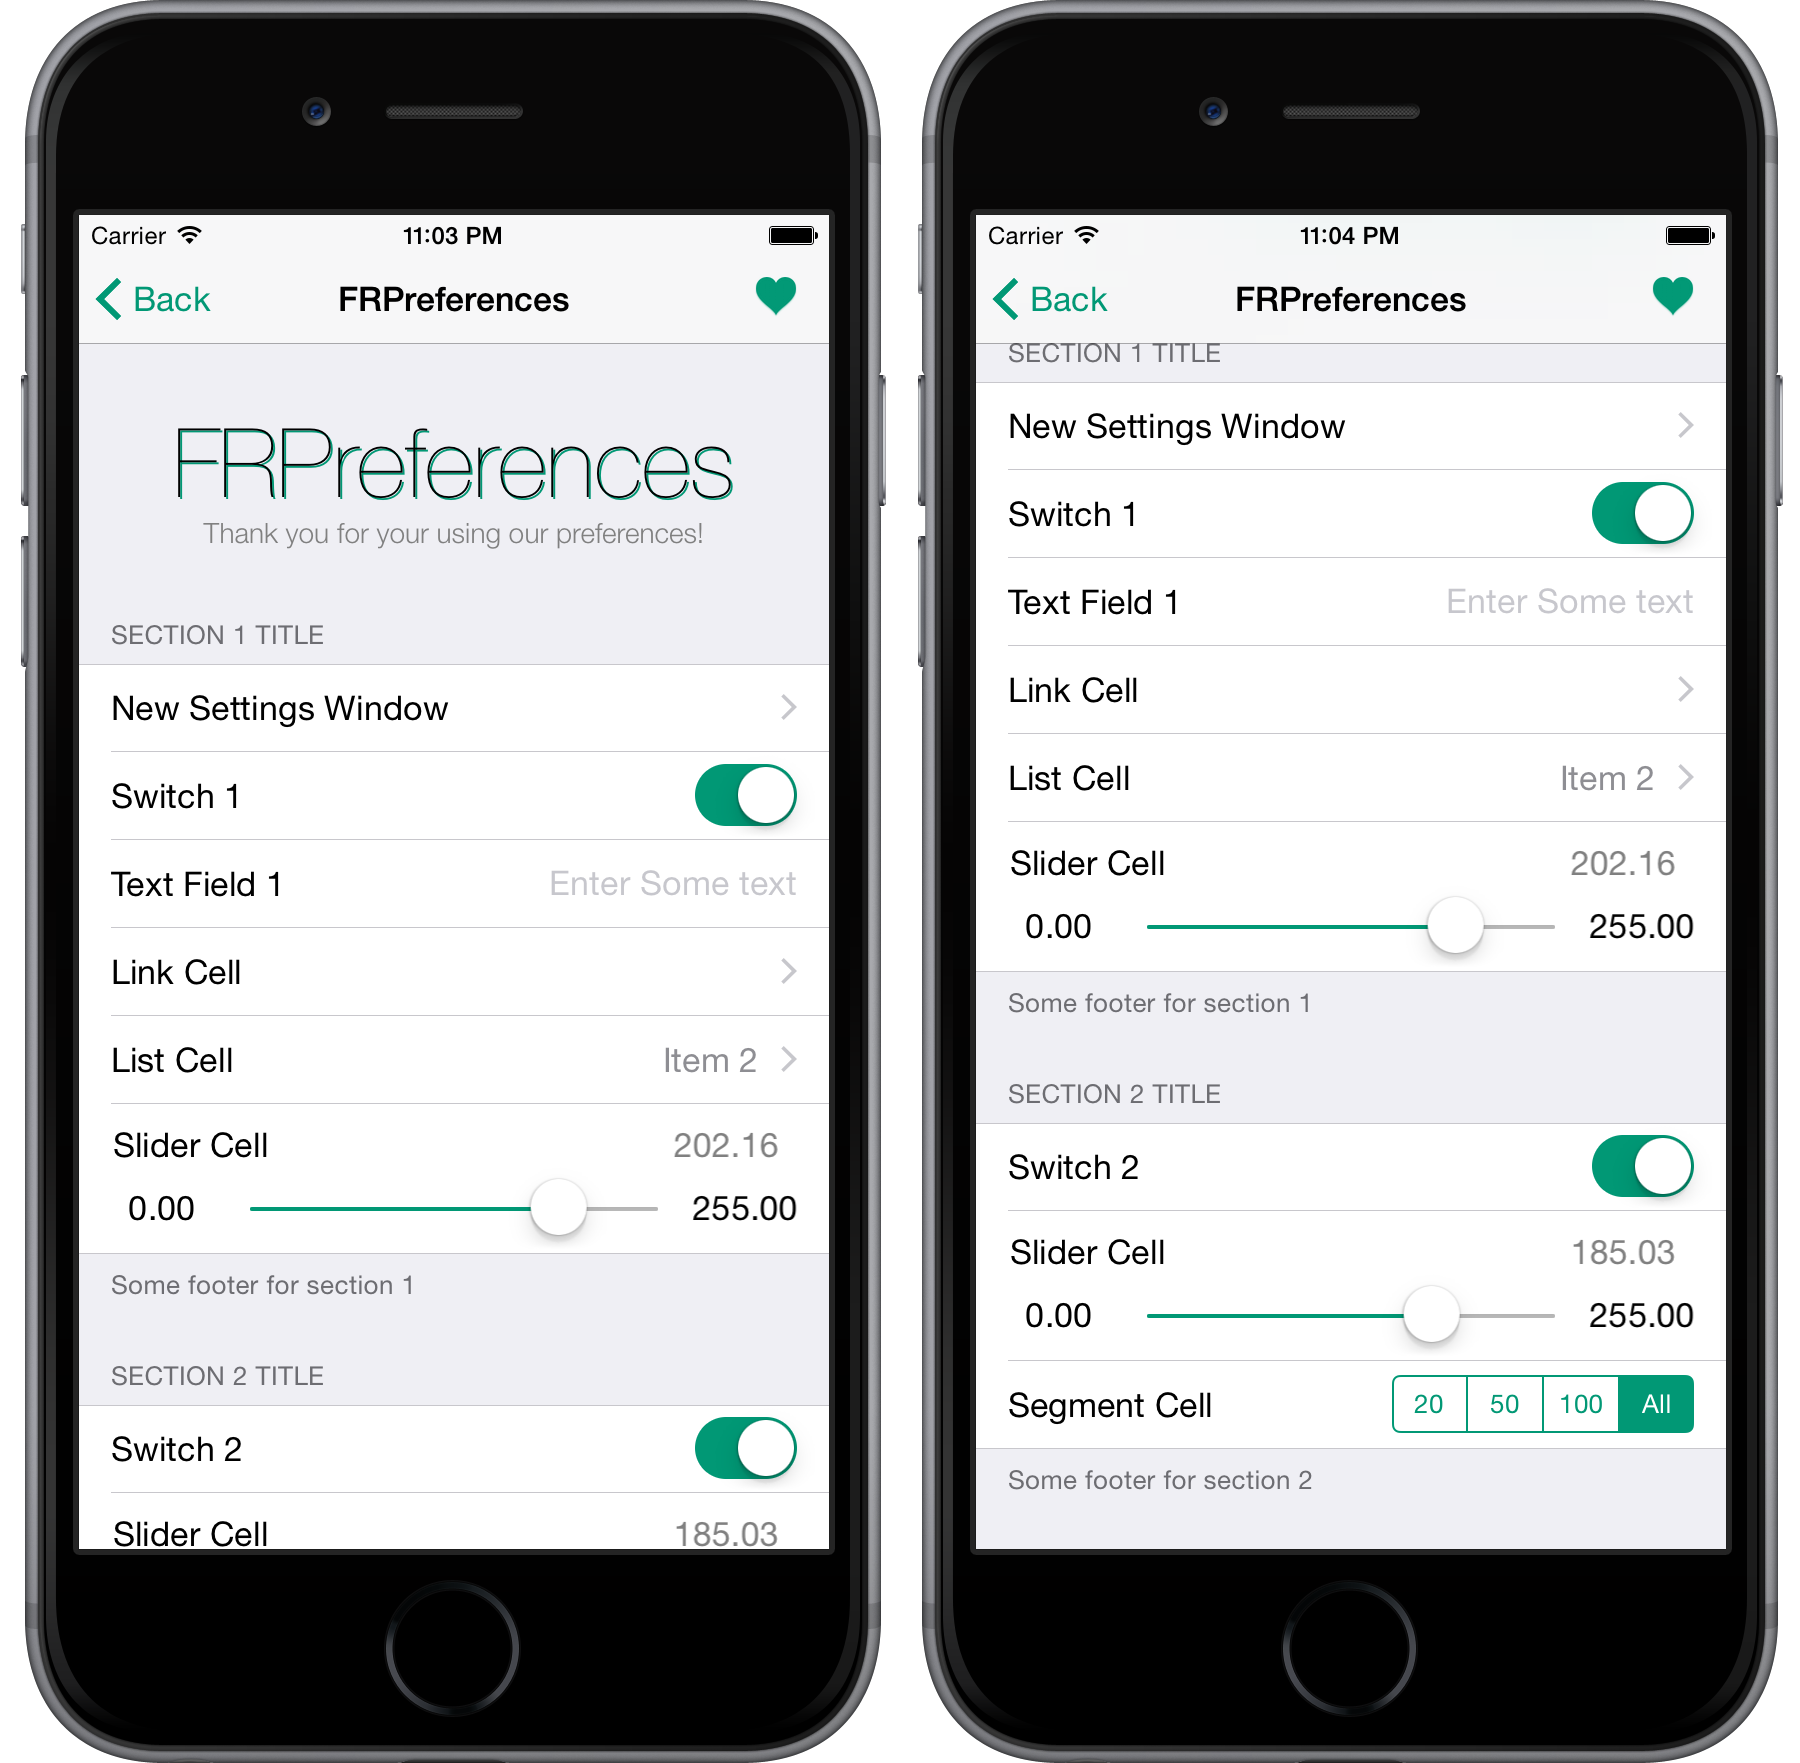 Carrier 11:03 PM
Back FRPreferences
FRPreferences
Thank you for your using our preferences!
SECTION 1 TITLE
New Settings Window
Switch 1
Text Field 1 Enter Some text
Link Cell
List Cell Item 2
Slider Cell 202.16
0.00 255.00
Some footer for section 1
SECTION 2 TITLE
Switch 2
Slider Cell 185.03
Carrier 11:04 PM
Back FRPreferences
SECTION 1 TITLE
New Settings Window
Switch 1
Text Field 1 Enter Some text
Link Cell
List Cell Item 2
Slider Cell 202.16
0.00 255.00
Some footer for section 1
SECTION 2 TITLE
Switch 2
Slider Cell 185.03
0.00 255.00
Segment Cell 20 50 100 All
Some footer for section 2